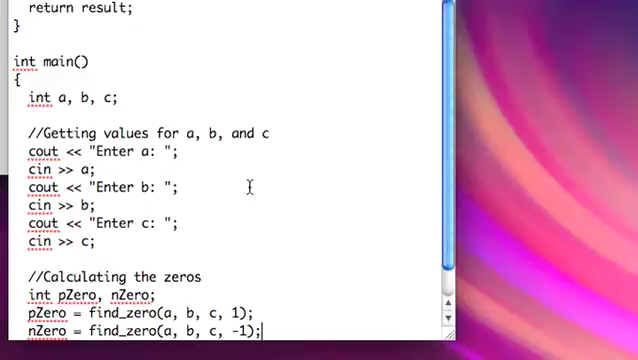 return result;
}
int main()
{
int a, b, c;
//Getting values for a, b, and c
cout << "Enter a: ";
cin >> a;
cout << "Enter b: ";
cin >> b;
cout << "Enter c: ";
cin >> c;
//Calculating the zeros
int pZero, nZero;
pZero = find_zero(a, b, c, 1);
nZero = find_zero(a, b, c, -1);